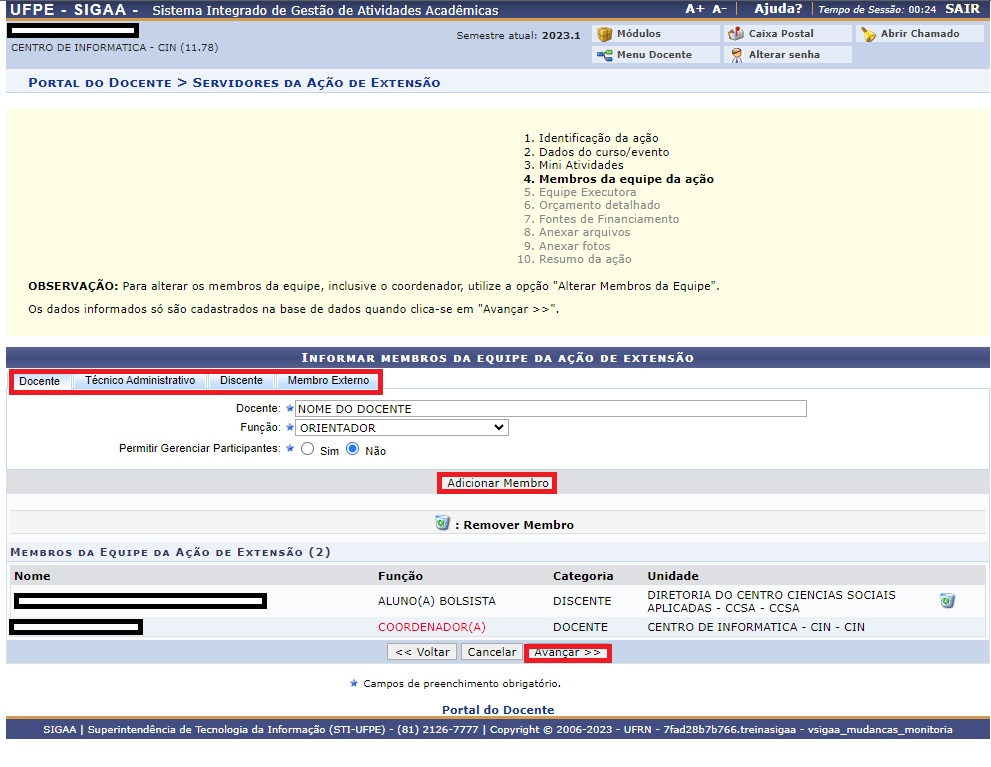 UFPE - SIGAA - Sistema Integrado de Gestão de Atividades Acadêmicas A+ A- Ajuda? Tempo de Sessão: 00:24 SAIR
Semestre atual: 2023.1 Módulos Caixa Postal Abrir Chamado
CENTRO DE INFORMATICA - CIN (11.78)
Menu Docente Alterar senha
PORTAL DO DOCENTE > SERVIDORES DA AÇÃO DE EXTENSÃO
1. Identificação da ação
2. Dados do curso/evento
3. Mini Atividades
4. Membros da equipe da ação
5. Equipe Executora
6. Orçamento detalhado
7. Fontes de Financiamento
8. Anexar arquivos
9. Anexar fotos
10. Resumo da ação
OBSERVAÇÃO: Para alterar os membros da equipe, inclusive o coordenador, utilize a opção "Alterar Membros da Equipe".
Os dados informados só são cadastrados na base de dados quando clica-se em "Avançar >>".
INFORMAR MEMBROS DA EQUIPE DA AÇÃO DE EXTENSÃO
Docente Técnico Administrativo Discente Membro Externo
Docente: NOME DO DOCENTE
Função: ORIENTADOR
Permitir Gerenciar Participantes: Sim Não
Adicionar Membro
: Remover Membro
MEMBROS DA EQUIPE DA AÇÃO DE EXTENSÃO (2)
Nome Função Categoria Unidade
ALUNO(A) BOLSISTA DISCENTE DIRETORIA DO CENTRO CIENCIAS SOCIAIS
APLICADAS - CCSA - CCSA
COORDENADOR(A) DOCENTE CENTRO DE INFORMATICA - CIN - CIN
<< Voltar Cancelar Avançar >>
Campos de preenchimento obrigatório.
Portal do Docente
SIGAA | Superintendência de Tecnologia da Informação (STI-UFPE) - (81) 2126-7777 | Copyright © 2006-2023 - UFRN - 7fad28b7b766.treinasigaa - vsigaa_mudancas_monitoria